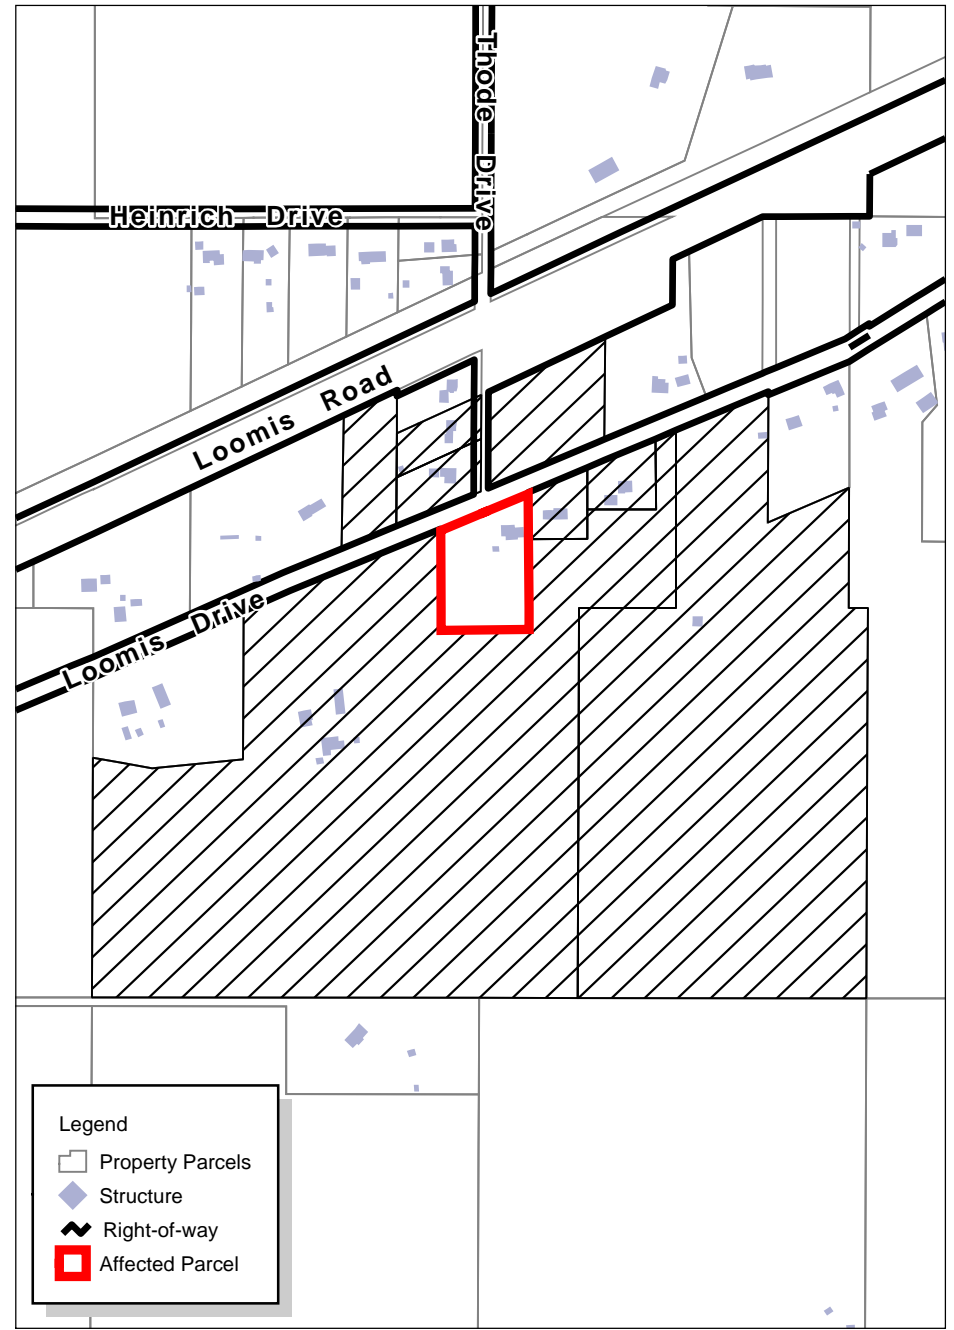 Thode Drive
Heinrich Drive
Loomis Road
Loomis Drive
Legend
Property Parcels
Structure
Right-of-way
Affected Parcel